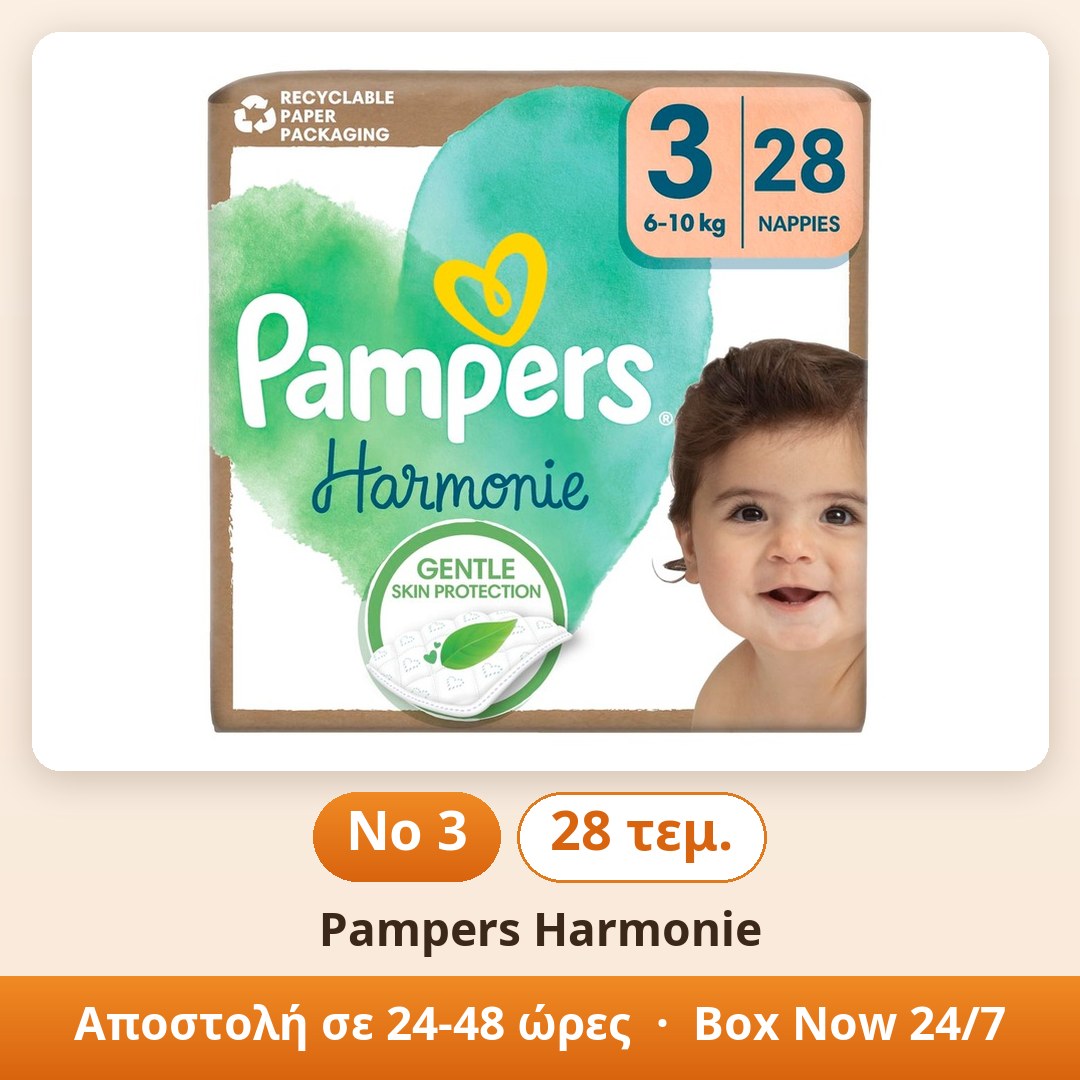 RECYCLABLE
PAPER
PACKAGING
3
6-10 kg
28
NAPPIES
Pampers®
Harmonie
GENTLE
SKIN PROTECTION
No 3
28 τεμ.
Pampers Harmonie
Αποστολή σε 24-48 ώρες · Box Now 24/7